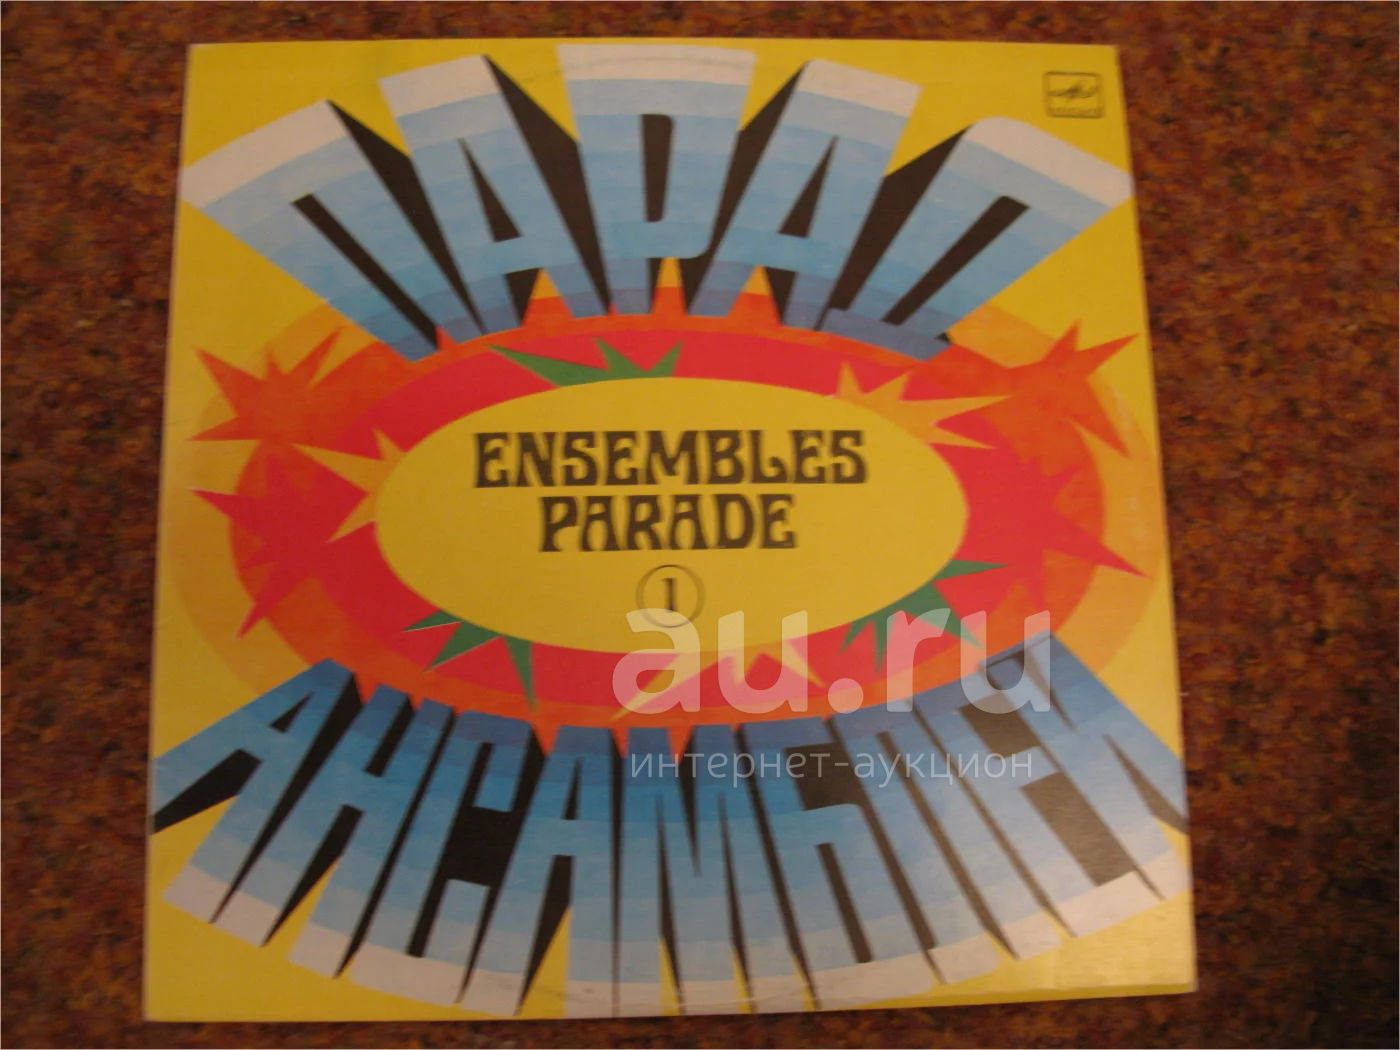 ПАРАД
ENSEMBLES
PARADE
1
au.ru
интернет-аукцион
АНСАМБЛЕЙ